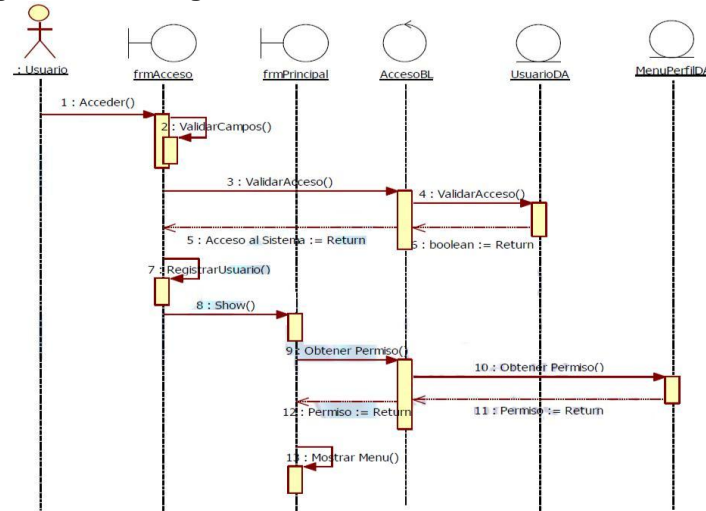 : Usuario
frmAcceso
frmPrincipal
AccesoBL
UsuarioDA
MenuPerfilDA
1 : Acceder()
2 : ValidarCampos()
3 : ValidarAcceso()
4 : ValidarAcceso()
5 : Acceso al Sistema := Return
6 : boolean := Return
7 : RegistrarUsuario()
8 : Show()
9 : Obtener Permiso()
10 : Obtener Permiso()
12 : Permiso := Return
11 : Permiso := Return
13 : Mostrar Menu()